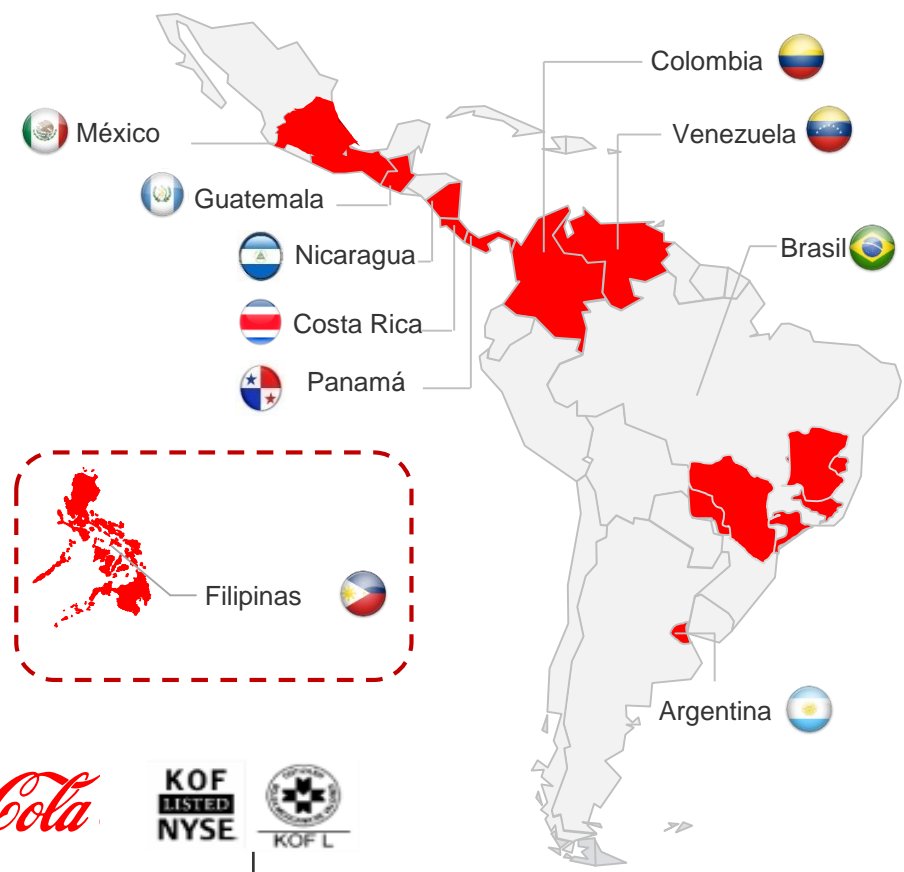 Colombia
México
Venezuela
Guatemala
Nicaragua
Brasil
Costa Rica
Panamá
Filipinas
Argentina
Cola
KOF
LISTED
NYSE
KOF L